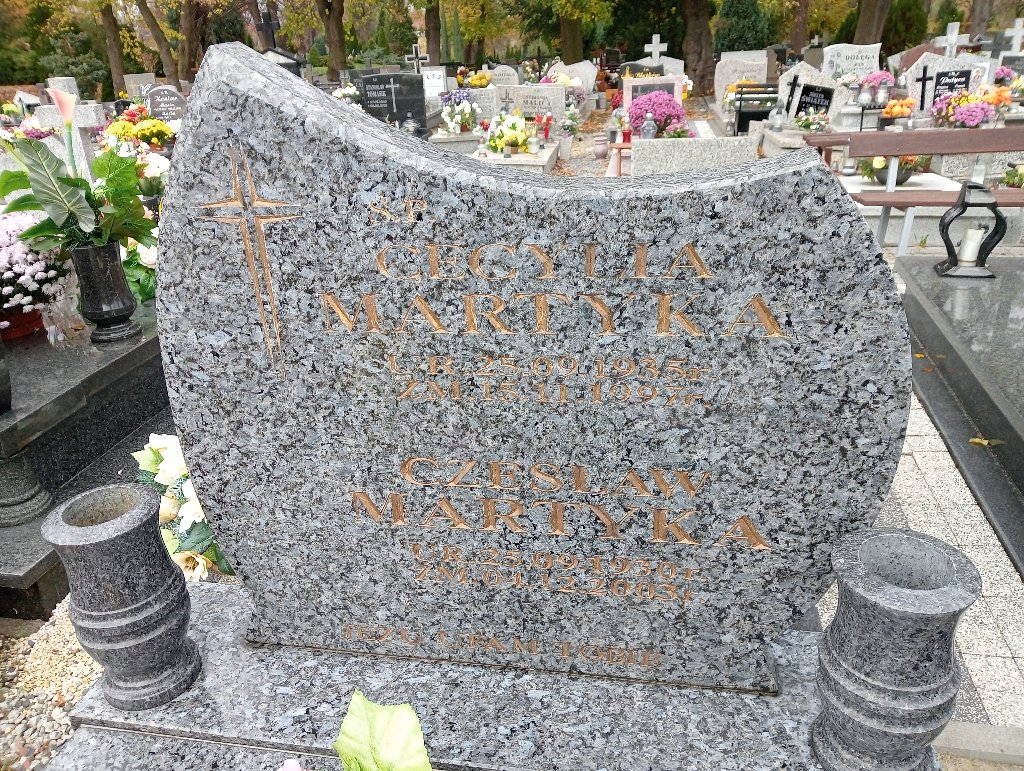 Ś.P.
CECYLIA
MARTYKA
UR.25.09.1935r.
ZM.15.11.1997r.
CZESŁAW
MARTYKA
UR.25.09.1930r.
ZM.04.12.2003r.
JEZU UFAM TOBIE